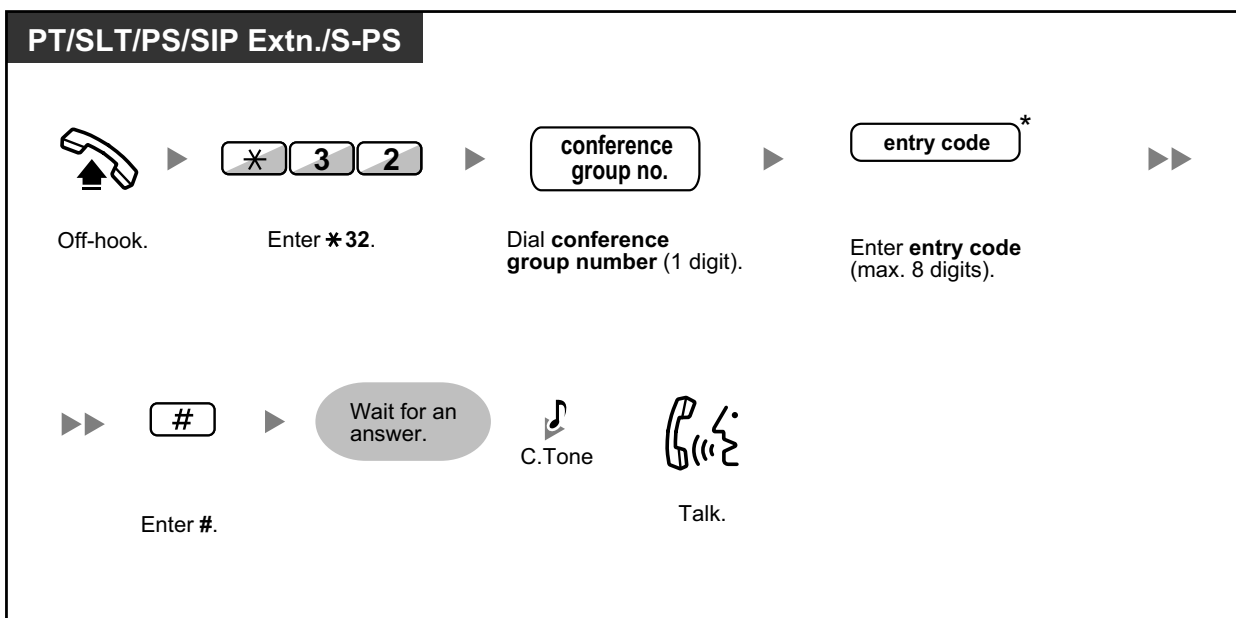 PT/SLT/PS/SIP Extn./S-PS
* 3 2
conference
group no.
entry code *
Off-hook.
Enter *32.
Dial conference
group number (1 digit).
Enter entry code
(max. 8 digits).
#
Wait for an
answer.
C.Tone
Enter #.
Talk.